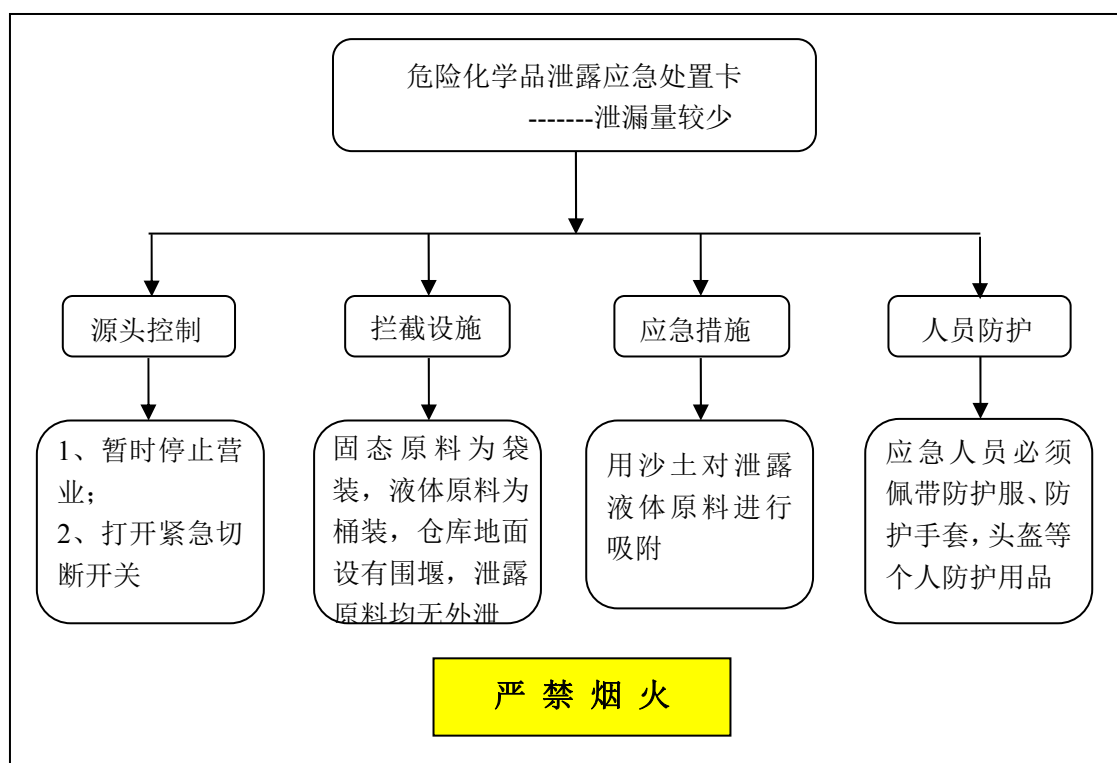 危险化学品泄露应急处置卡
-------泄漏量较少
源头控制
拦截设施
应急措施
人员防护
1、暂时停止营
业；
2、打开紧急切
断开关
固态原料为袋
装，液体原料为
桶装，仓库地面
设有围堰，泄露
原料均无外泄
用沙土对泄露
液体原料进行
吸附
应急人员必须
佩带防护服、防
护手套，头盔等
个人防护用品
严禁烟火